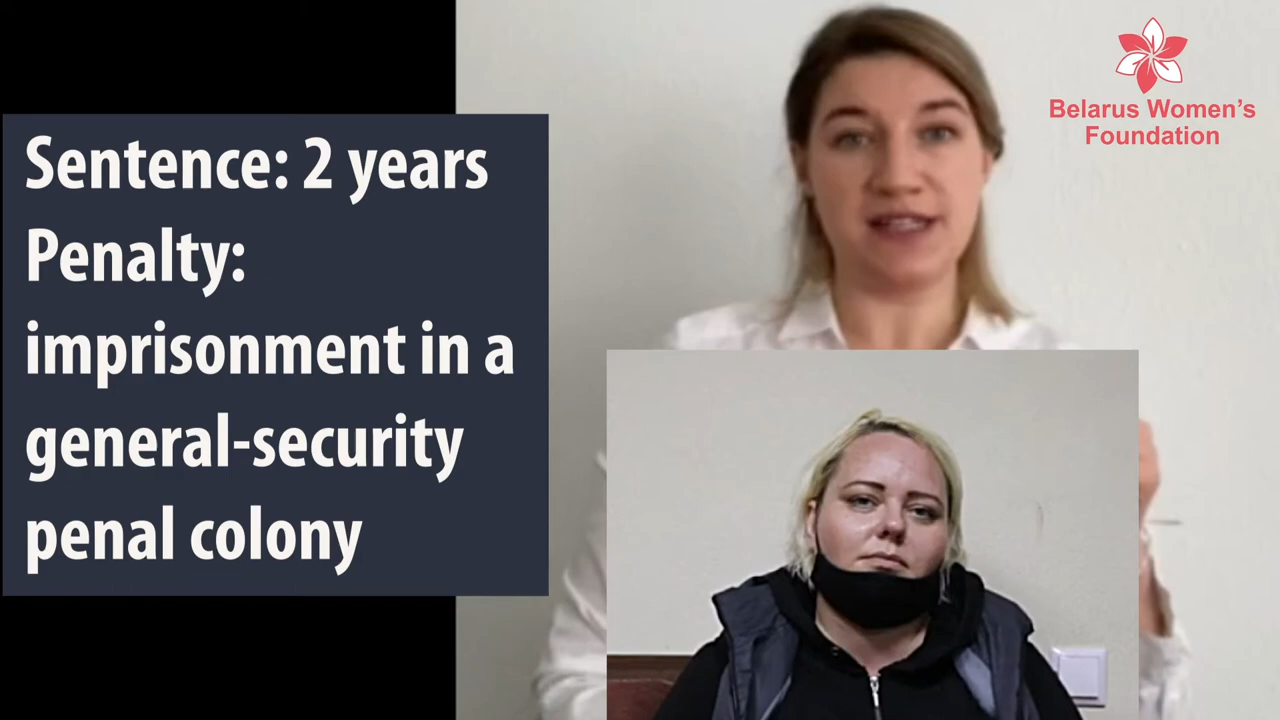 Sentence: 2 years
Penalty:
imprisonment in a
general-security
penal colony
Belarus Women's
Foundation